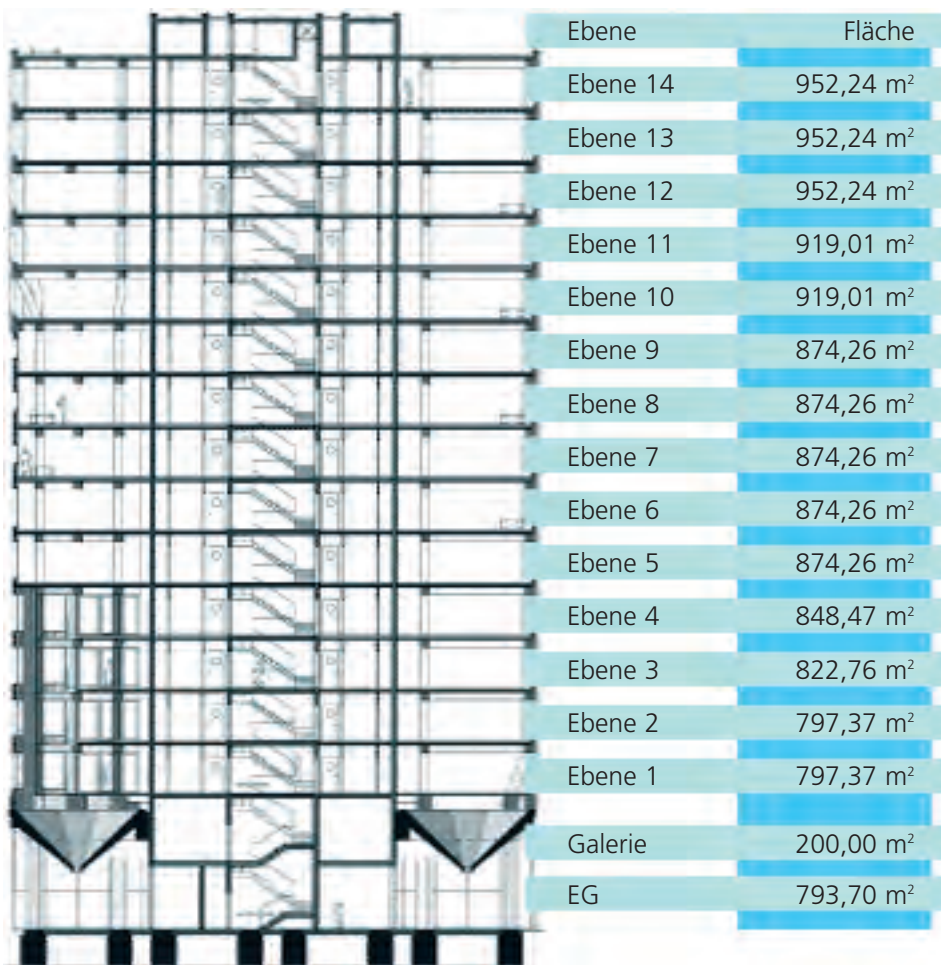 Ebene Fläche
Ebene 14 952,24 m²
Ebene 13 952,24 m²
Ebene 12 952,24 m²
Ebene 11 919,01 m²
Ebene 10 919,01 m²
Ebene 9 874,26 m²
Ebene 8 874,26 m²
Ebene 7 874,26 m²
Ebene 6 874,26 m²
Ebene 5 874,26 m²
Ebene 4 848,47 m²
Ebene 3 822,76 m²
Ebene 2 797,37 m²
Ebene 1 797,37 m²
Galerie 200,00 m²
EG 793,70 m²